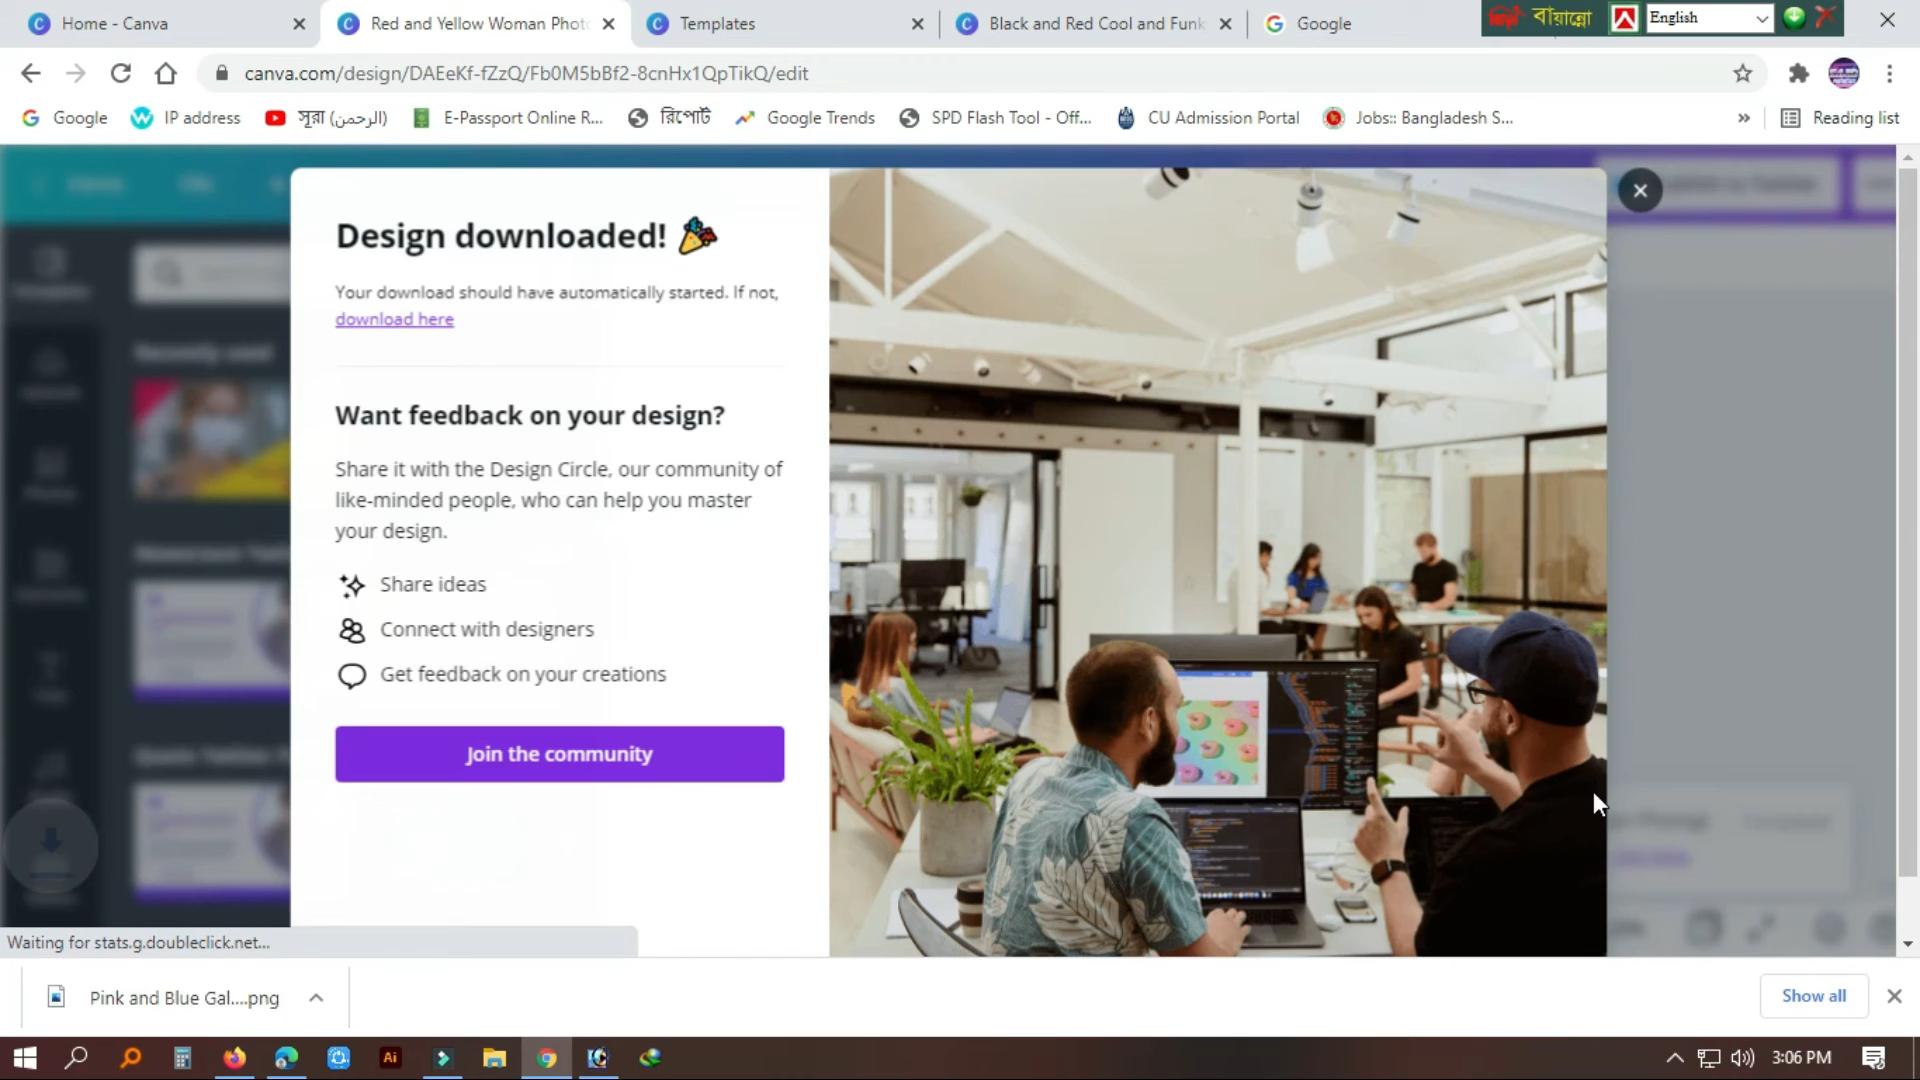 Home - Canva
Red and Yellow Woman Phot
Templates
Black and Red Cool and Funk
Google
বায়ান্নো
English
canva.com/design/DAEeKf-fZzQ/Fb0M5bBf2-8cnHx1QpTikQ/edit
Google
IP address
সূরা (الرحمن)
E-Passport Online R...
রিপোর্ট
Google Trends
SPD Flash Tool - Off...
CU Admission Portal
Jobs:: Bangladesh S...
»
Reading list
Design downloaded!
Your download should have automatically started. If not,
download here
Want feedback on your design?
Share it with the Design Circle, our community of
like-minded people, who can help you master
your design.
Share ideas
Connect with designers
Get feedback on your creations
Join the community
Recently used
Waiting for stats.g.doubleclick.net...
Pink and Blue Gal....png
Show all
Ai
3:06 PM